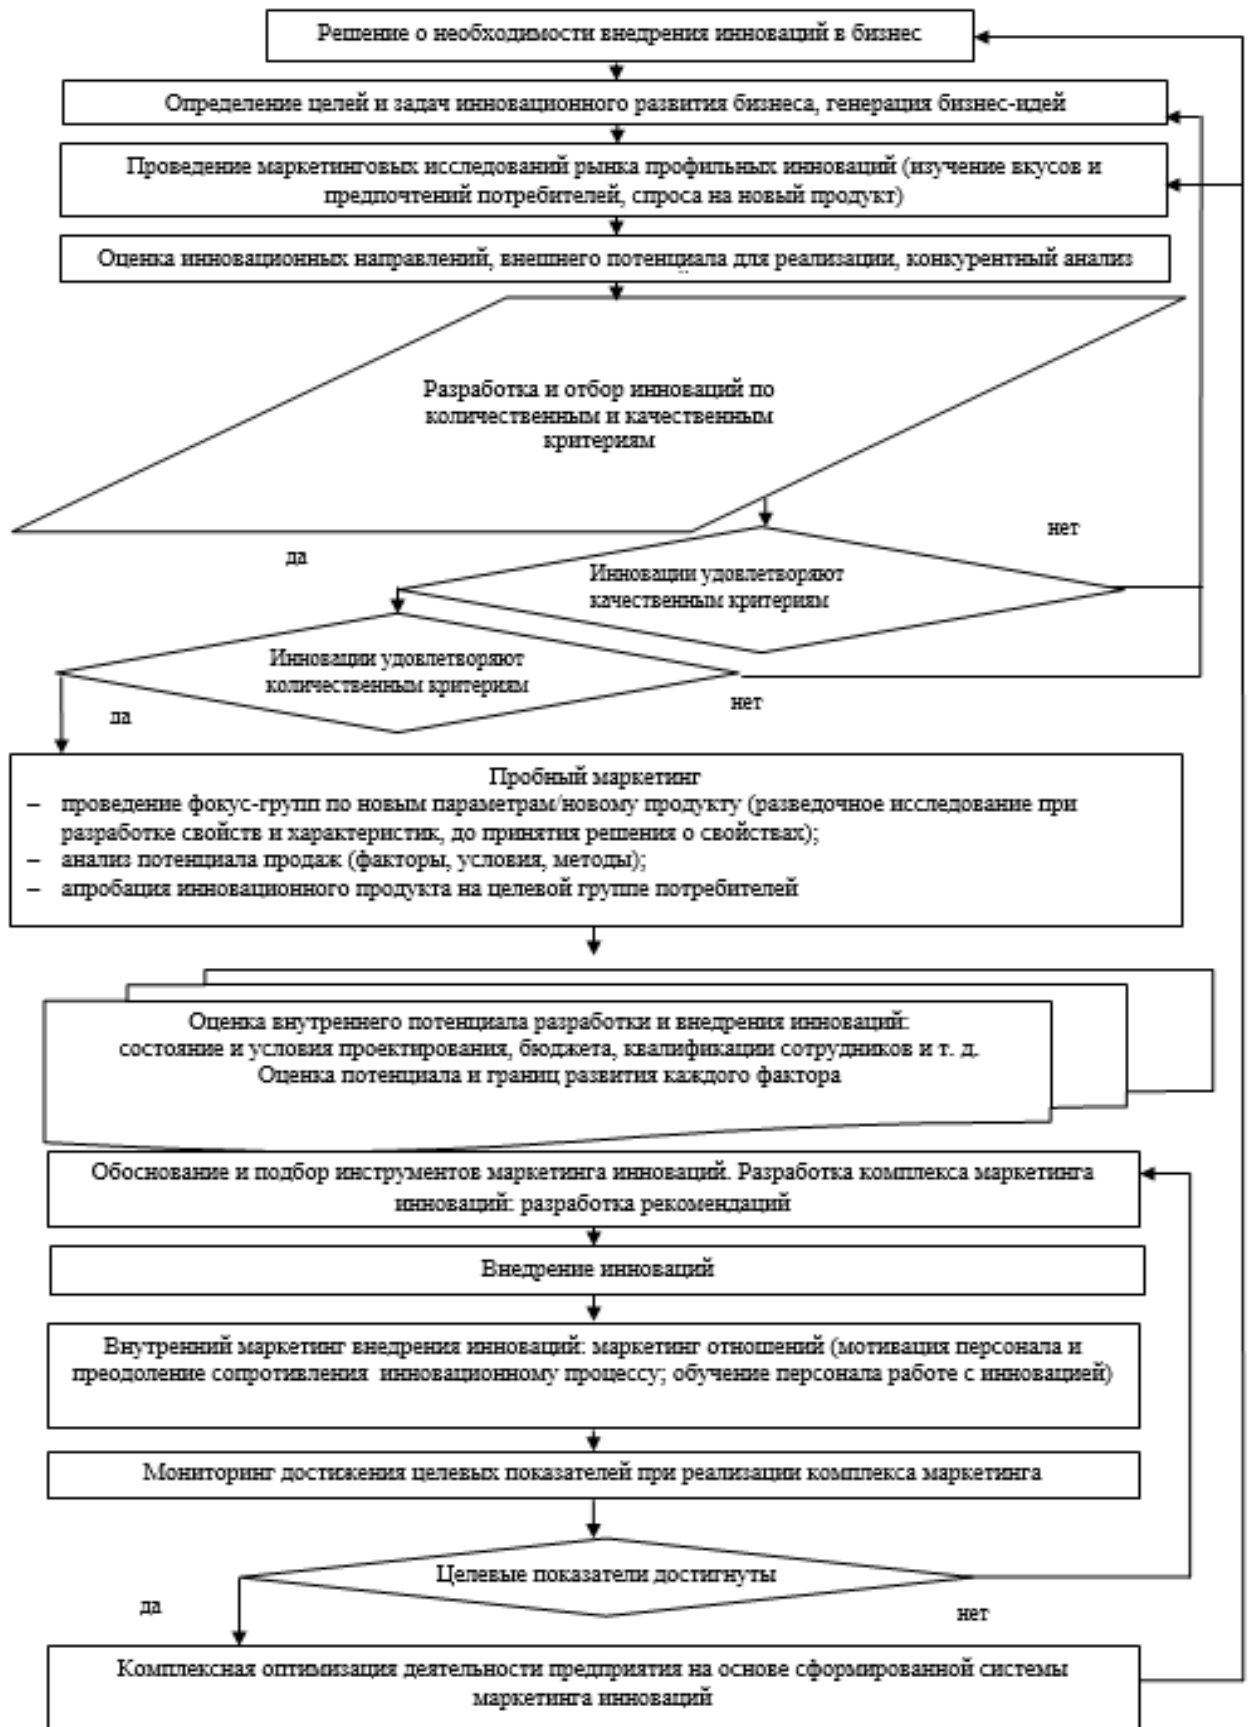 Решение о необходимости внедрения инноваций в бизнес
Определение целей и задач инновационного развития бизнеса, генерация бизнес-идей
Проведение маркетинговых исследований рынка профильных инноваций (изучение вкусов и
предпочтений потребителей, спроса на новый продукт)
Оценка инновационных направлений, внешнего потенциала для реализации, конкурентный анализ
Разработка и отбор инноваций по
количественным и качественным
критериям
нет
да
Инновации удовлетворяют
качественным критериям
Инновации удовлетворяют
количественным критериям
нет
да
Пробный маркетинг
– проведение фокус-групп по новым параметрам/новому продукту (разведочное исследование при
разработке свойств и характеристик, до принятия решения о свойствах);
– анализ потенциала продаж (факторы, условия, методы);
– апробация инновационного продукта на целевой группе потребителей
Оценка внутреннего потенциала разработки и внедрения инноваций:
состояние и условия проектирования, бюджета, квалификации сотрудников и т. д.
Оценка потенциала и границ развития каждого фактора
Обоснование и подбор инструментов маркетинга инноваций. Разработка комплекса маркетинга
инноваций: разработка рекомендаций
Внедрение инноваций
Внутренний маркетинг внедрения инноваций: маркетинг отношений (мотивация персонала и
преодоление сопротивления инновационному процессу; обучение персонала работе с инновацией)
Мониторинг достижения целевых показателей при реализации комплекса маркетинга
Целевые показатели достигнуты
да
нет
Комплексная оптимизация деятельности предприятия на основе сформированной системы
маркетинга инноваций